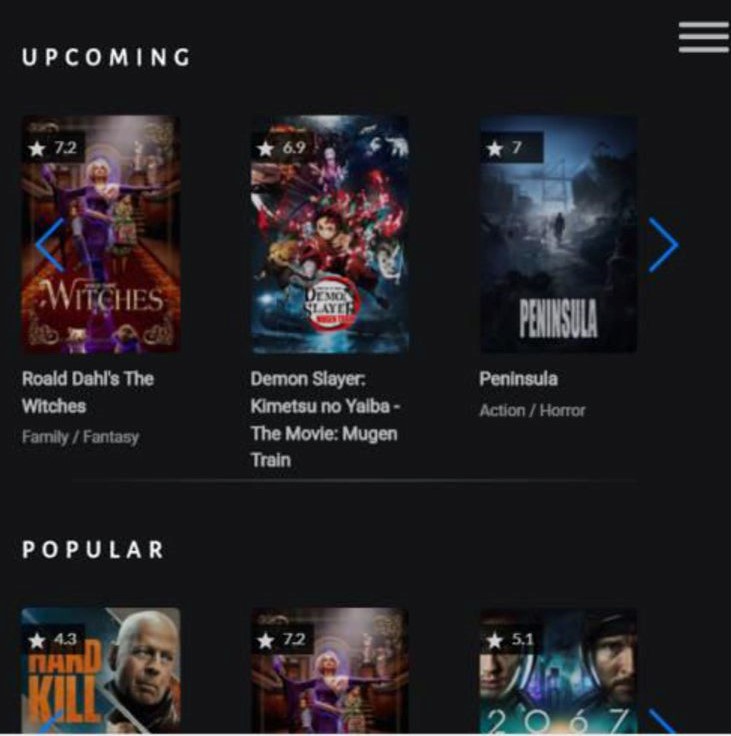 UPCOMING
7.2
6.9
7
WITCHES
DEMON
SLAYER
MUGEN TRAIN
PENINSULA
Roald Dahl's The
Witches
Family / Fantasy
Demon Slayer:
Kimetsu no Yaiba -
The Movie: Mugen
Train
Peninsula
Action / Horror
POPULAR
4.3
7.2
5.1
HARD
KILL
2067